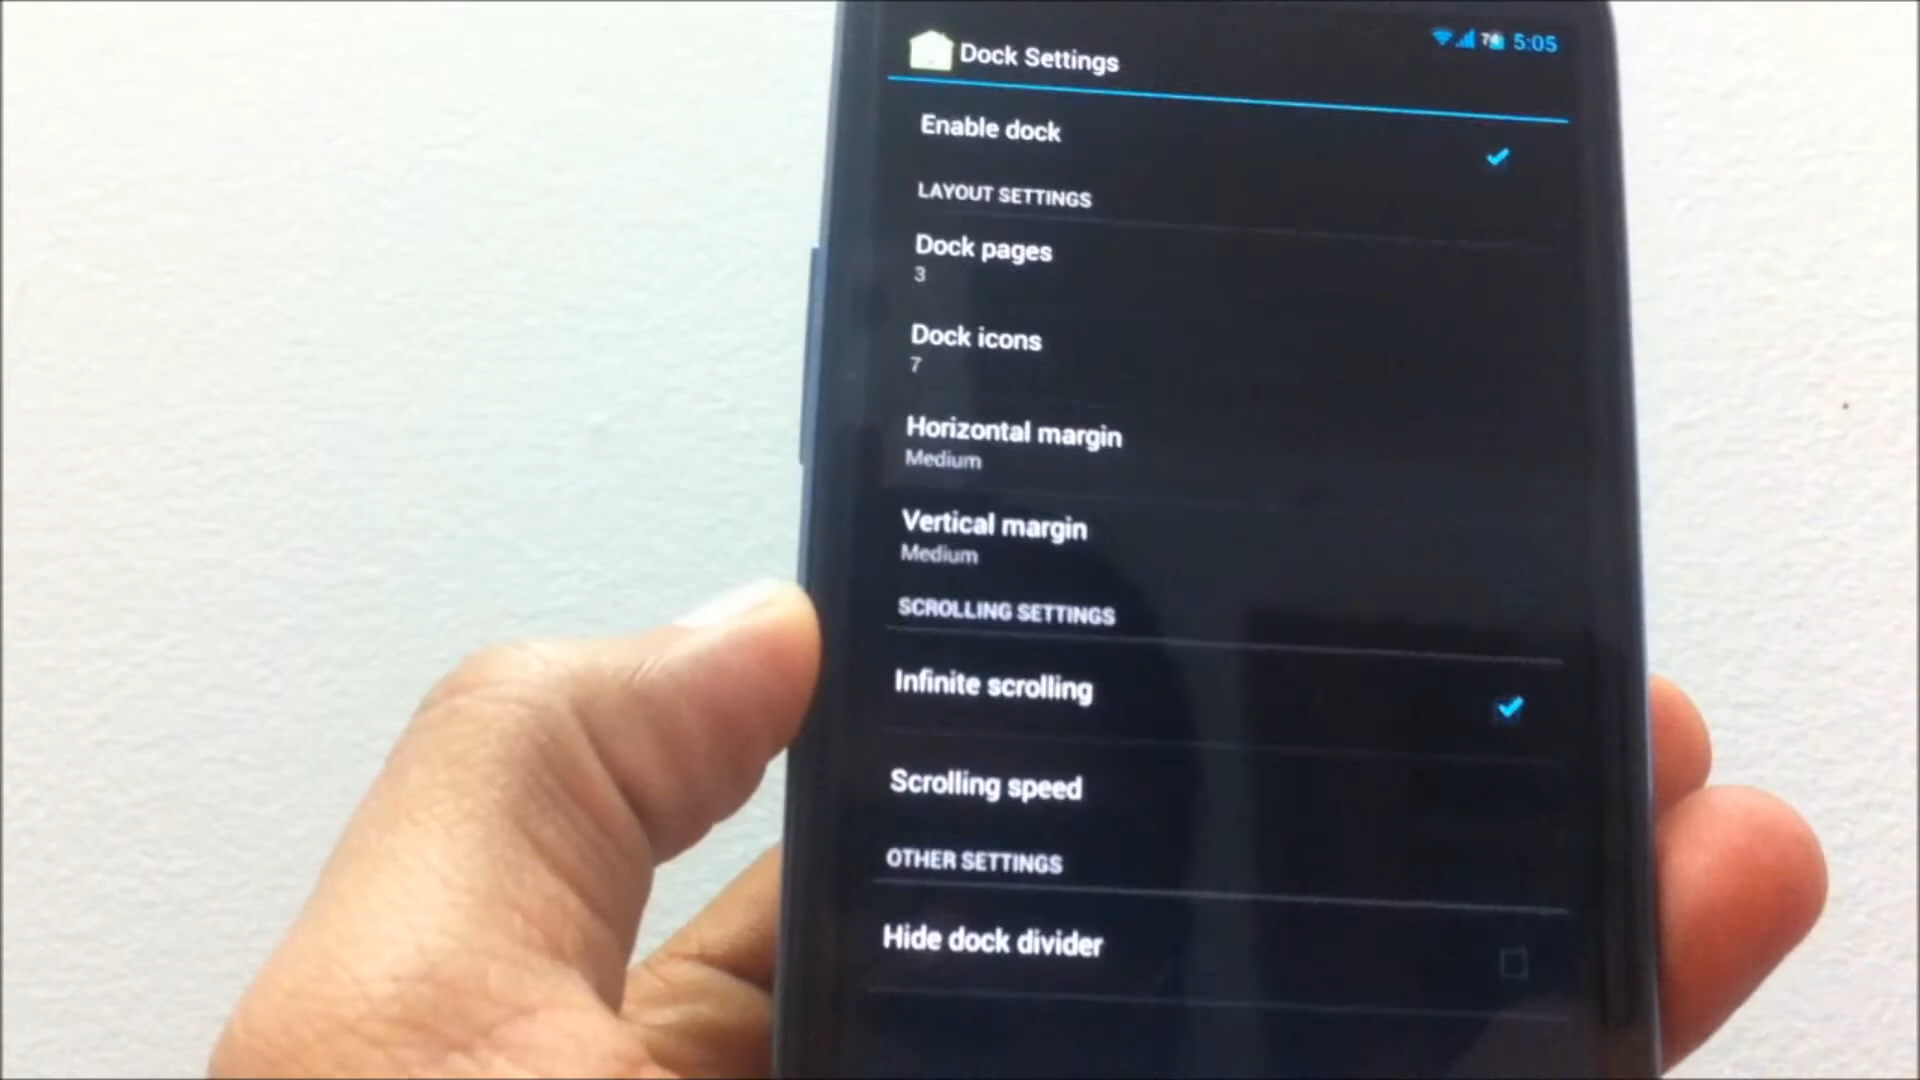 74 5:05
Dock Settings
Enable dock
LAYOUT SETTINGS
Dock pages
3
Dock icons
7
Horizontal margin
Medium
Vertical margin
Medium
SCROLLING SETTINGS
Infinite scrolling
Scrolling speed
OTHER SETTINGS
Hide dock divider